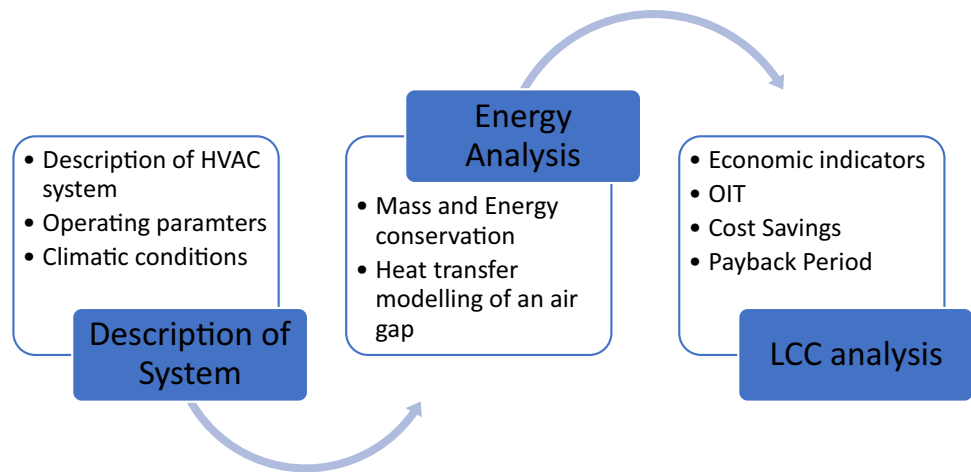 • Description of HVAC
system
• Operating paramters
• Climatic conditions
Description of
System
Energy
Analysis
• Mass and Energy
conservation
• Heat transfer
modelling of an air
gap
• Economic indicators
• OIT
• Cost Savings
• Payback Period
LCC analysis